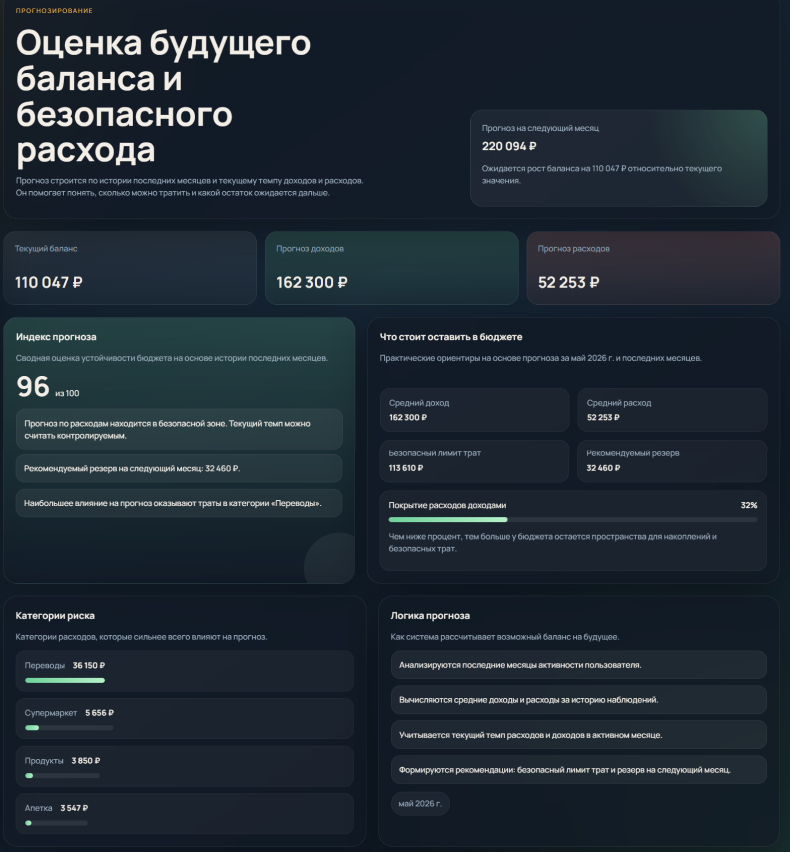 ПРОГНОЗИРОВАНИЕ
Оценка будущего
баланса и
безопасного
расхода
Прогноз строится по истории последних месяцев и текущему темпу доходов и расходов.
Он помогает понять, сколько можно тратить и какой остаток ожидается дальше.
Прогноз на следующий месяц
220 094 ₽
Ожидается рост баланса на 110 047 ₽ относительно текущего
значения.
Текущий баланс
110 047 ₽
Прогноз доходов
162 300 ₽
Прогноз расходов
52 253 ₽
Индекс прогноза
Сводная оценка устойчивости бюджета на основе истории последних месяцев.
96 из 100
Прогноз по расходам находится в безопасной зоне. Текущий темп можно
считать контролируемым.
Рекомендуемый резерв на следующий месяц: 32 460 ₽.
Наибольшее влияние на прогноз оказывают траты в категории «Переводы».
Что стоит оставить в бюджете
Практические ориентиры на основе прогноза за май 2026 г. и последних месяцев.
Средний доход
162 300 ₽
Средний расход
52 253 ₽
Безопасный лимит трат
113 610 ₽
Рекомендуемый резерв
32 460 ₽
Покрытие расходов доходами 32%
Чем ниже процент, тем больше у бюджета остается пространства для накоплений и
безопасных трат.
Категории риска
Категории расходов, которые сильнее всего влияют на прогноз.
Переводы 36 150 ₽
Супермаркет 5 656 ₽
Продукты 3 850 ₽
Аптека 3 547 ₽
Логика прогноза
Как система рассчитывает возможный баланс на будущее.
Анализируются последние месяцы активности пользователя.
Вычисляются средние доходы и расходы за историю наблюдений.
Учитывается текущий темп расходов и доходов в активном месяце.
Формируются рекомендации: безопасный лимит трат и резерв на следующий месяц.
май 2026 г.